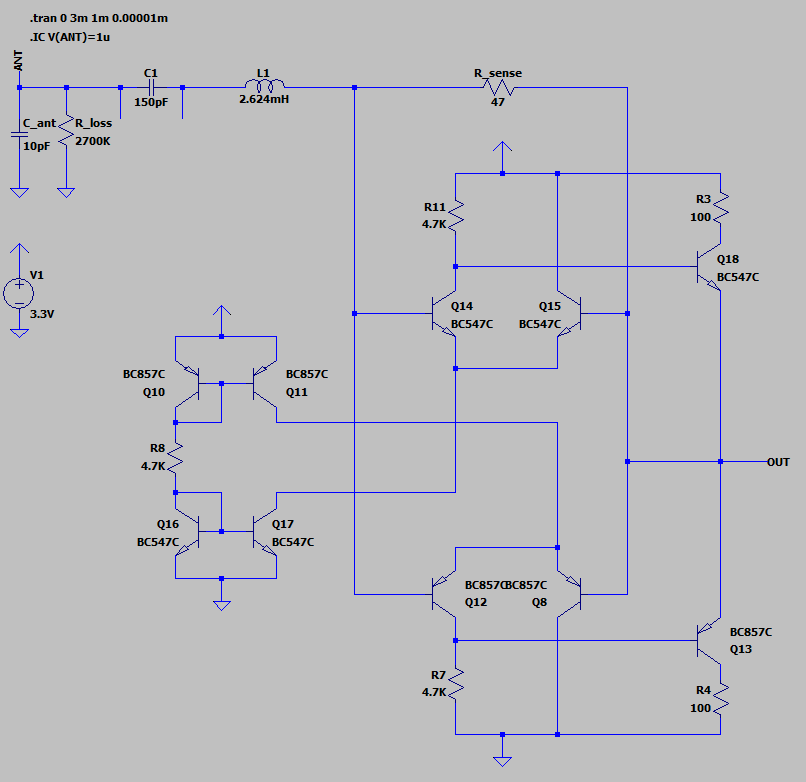 .tran 0 3m 1m 0.00001m
.IC V(ANT)=1u
ANT
C1
150pF
L1
2.624mH
R_sense
47
C_ant
10pF
R_loss
2700K
V1
3.3V
R11
4.7K
R3
100
Q18
BC547C
Q14
BC547C
Q15
BC547C
BC857C
Q10
BC857C
Q11
R8
4.7K
OUT
Q16
BC547C
Q17
BC547C
BC857C
Q12
BC857C
Q8
BC857C
Q13
R7
4.7K
R4
100